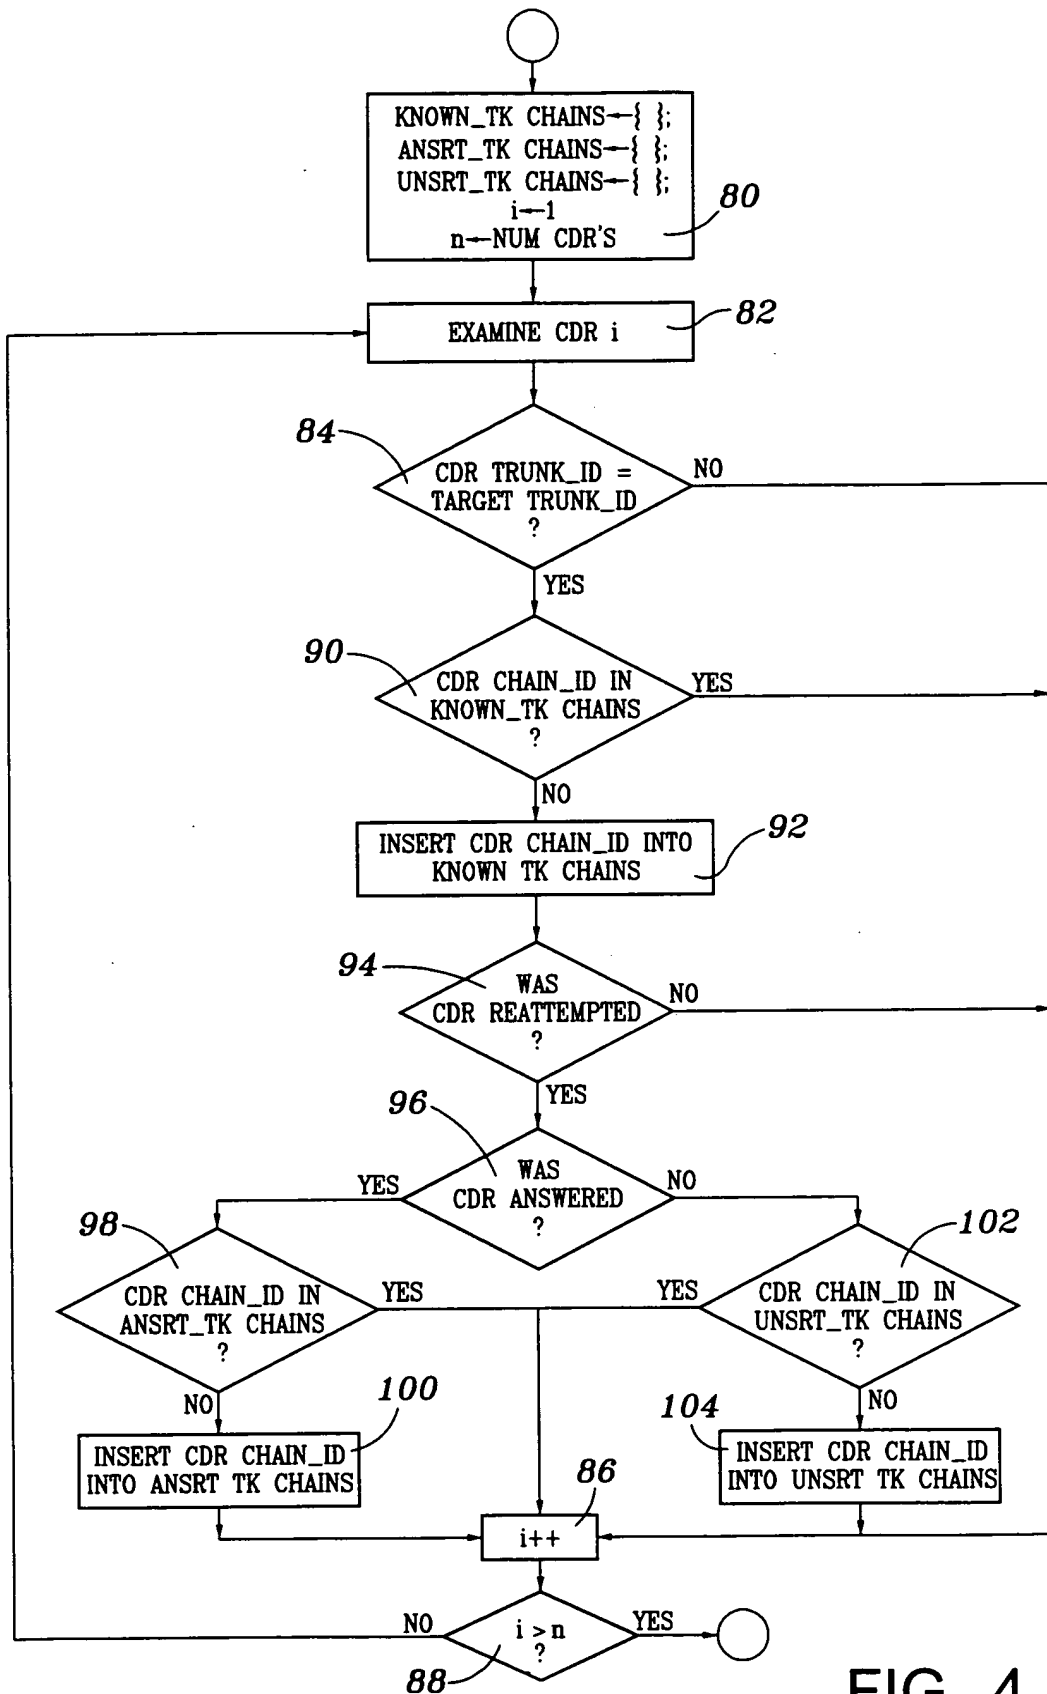 KNOWN_TK CHAINS←{ };
ANSRT_TK CHAINS←{ };
UNSRT_TK CHAINS←{ };
i←1
n←NUM CDR'S
80
EXAMINE CDR i
82
84
CDR TRUNK_ID =
TARGET TRUNK_ID
?
NO
YES
90
CDR CHAIN_ID IN
KNOWN_TK CHAINS
?
YES
NO
INSERT CDR CHAIN_ID INTO
KNOWN TK CHAINS
92
94
WAS
CDR REATTEMPTED
?
NO
YES
96
WAS
CDR ANSWERED
?
YES
NO
98
CDR CHAIN_ID IN
ANSRT_TK CHAINS
?
YES
NO
102
CDR CHAIN_ID IN
UNSRT_TK CHAINS
?
YES
NO
100
INSERT CDR CHAIN_ID
INTO ANSRT TK CHAINS
104
INSERT CDR CHAIN_ID
INTO UNSRT TK CHAINS
86
i++
i > n
?
NO
YES
88
FIG. 4